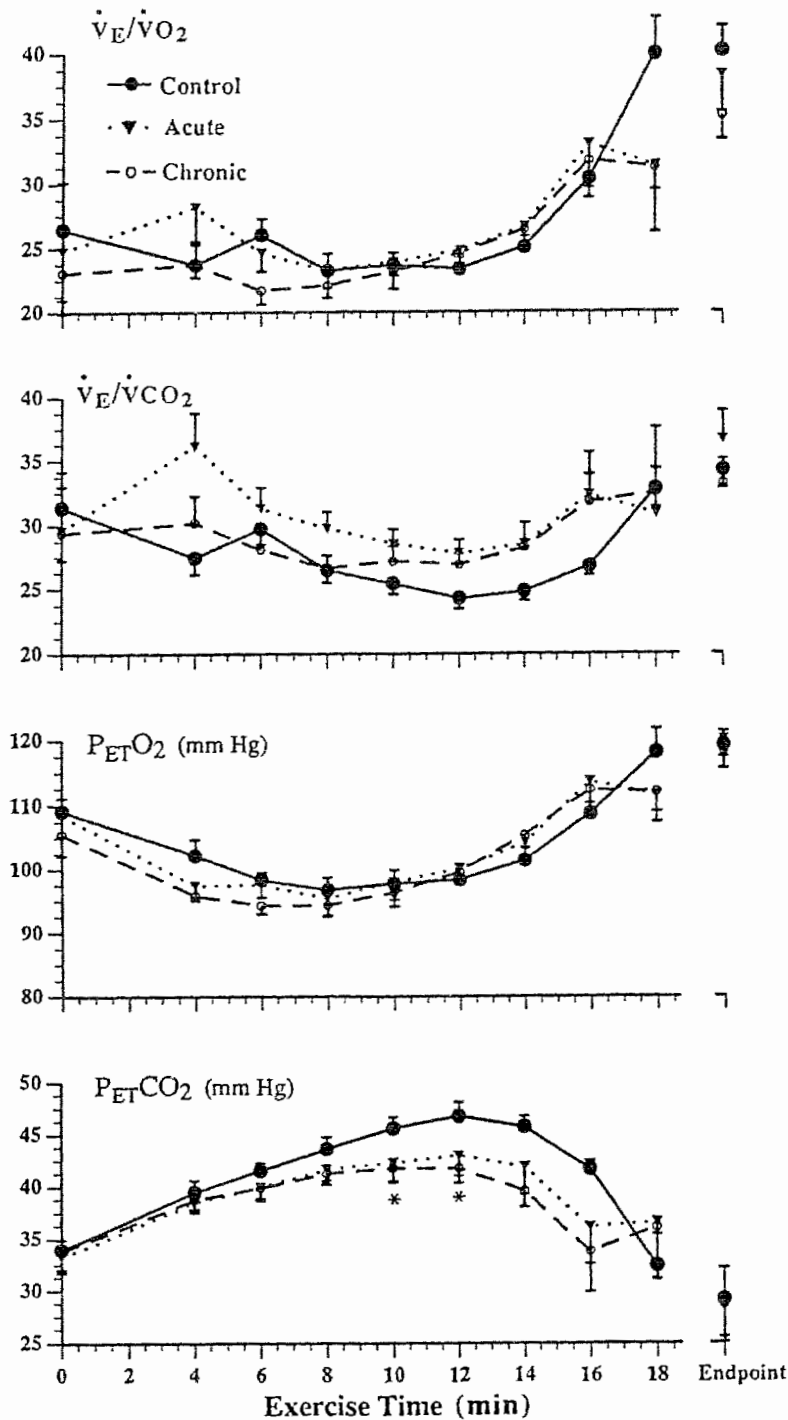 V̇E/V̇O2
40
35
30
25
20
Control
Acute
Chronic
V̇E/V̇CO2
40
35
30
25
20
PETO2 (mm Hg)
120
110
100
90
80
PETCO2 (mm Hg)
50
45
40
35
30
25
*
*
0 2 4 6 8 10 12 14 16 18 Endpoint
Exercise Time (min)